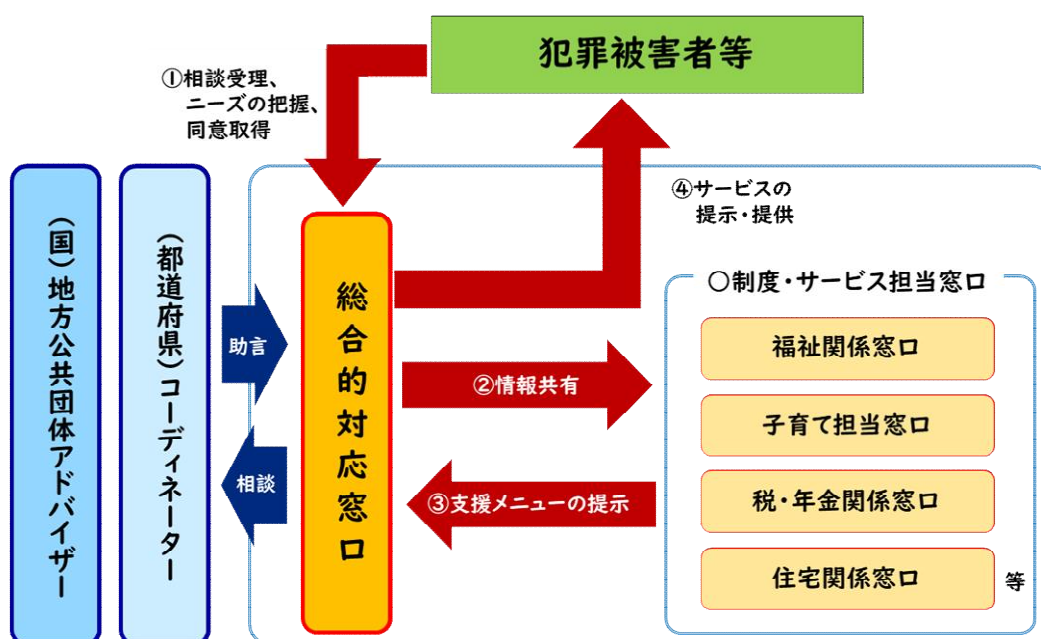 犯罪被害者等
①相談受理、
ニーズの把握、
同意取得
④サービスの
提示・提供
(国)地方公共団体アドバイザー
(都道府県)コーディネーター
助言
相談
総合的対応窓口
②情報共有
③支援メニューの提示
○制度・サービス担当窓口
福祉関係窓口
子育て担当窓口
税・年金関係窓口
住宅関係窓口
等